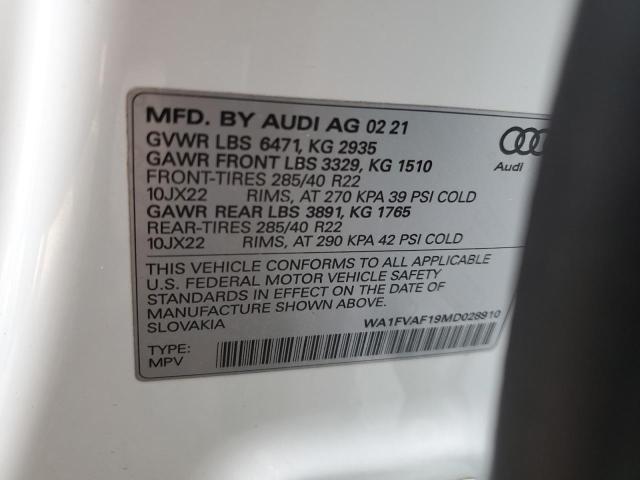 MFD. BY AUDI AG 02 21
GVWR LBS 6471, KG 2935
GAWR FRONT LBS 3329, KG 1510
FRONT-TIRES 285/40 R22
10JX22 RIMS, AT 270 KPA 39 PSI COLD
GAWR REAR LBS 3891, KG 1765
REAR-TIRES 285/40 R22
10JX22 RIMS, AT 290 KPA 42 PSI COLD
Audi
THIS VEHICLE CONFORMS TO ALL APPLICABLE
U.S. FEDERAL MOTOR VEHICLE SAFETY
STANDARDS IN EFFECT ON THE DATE OF
MANUFACTURE SHOWN ABOVE.
SLOVAKIA
WA1FVAF19MD028910
TYPE:
MPV